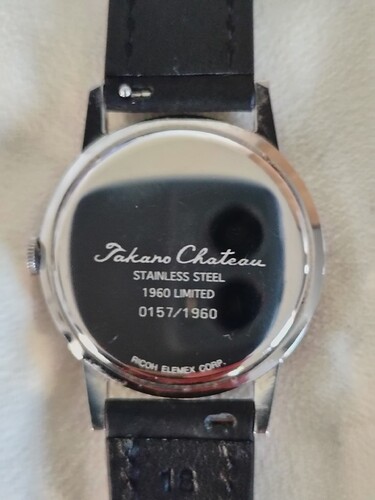 Takano Chateau
STAINLESS STEEL
1960 LIMITED
0157/1960
RICOH ELEMEX CORP.
18